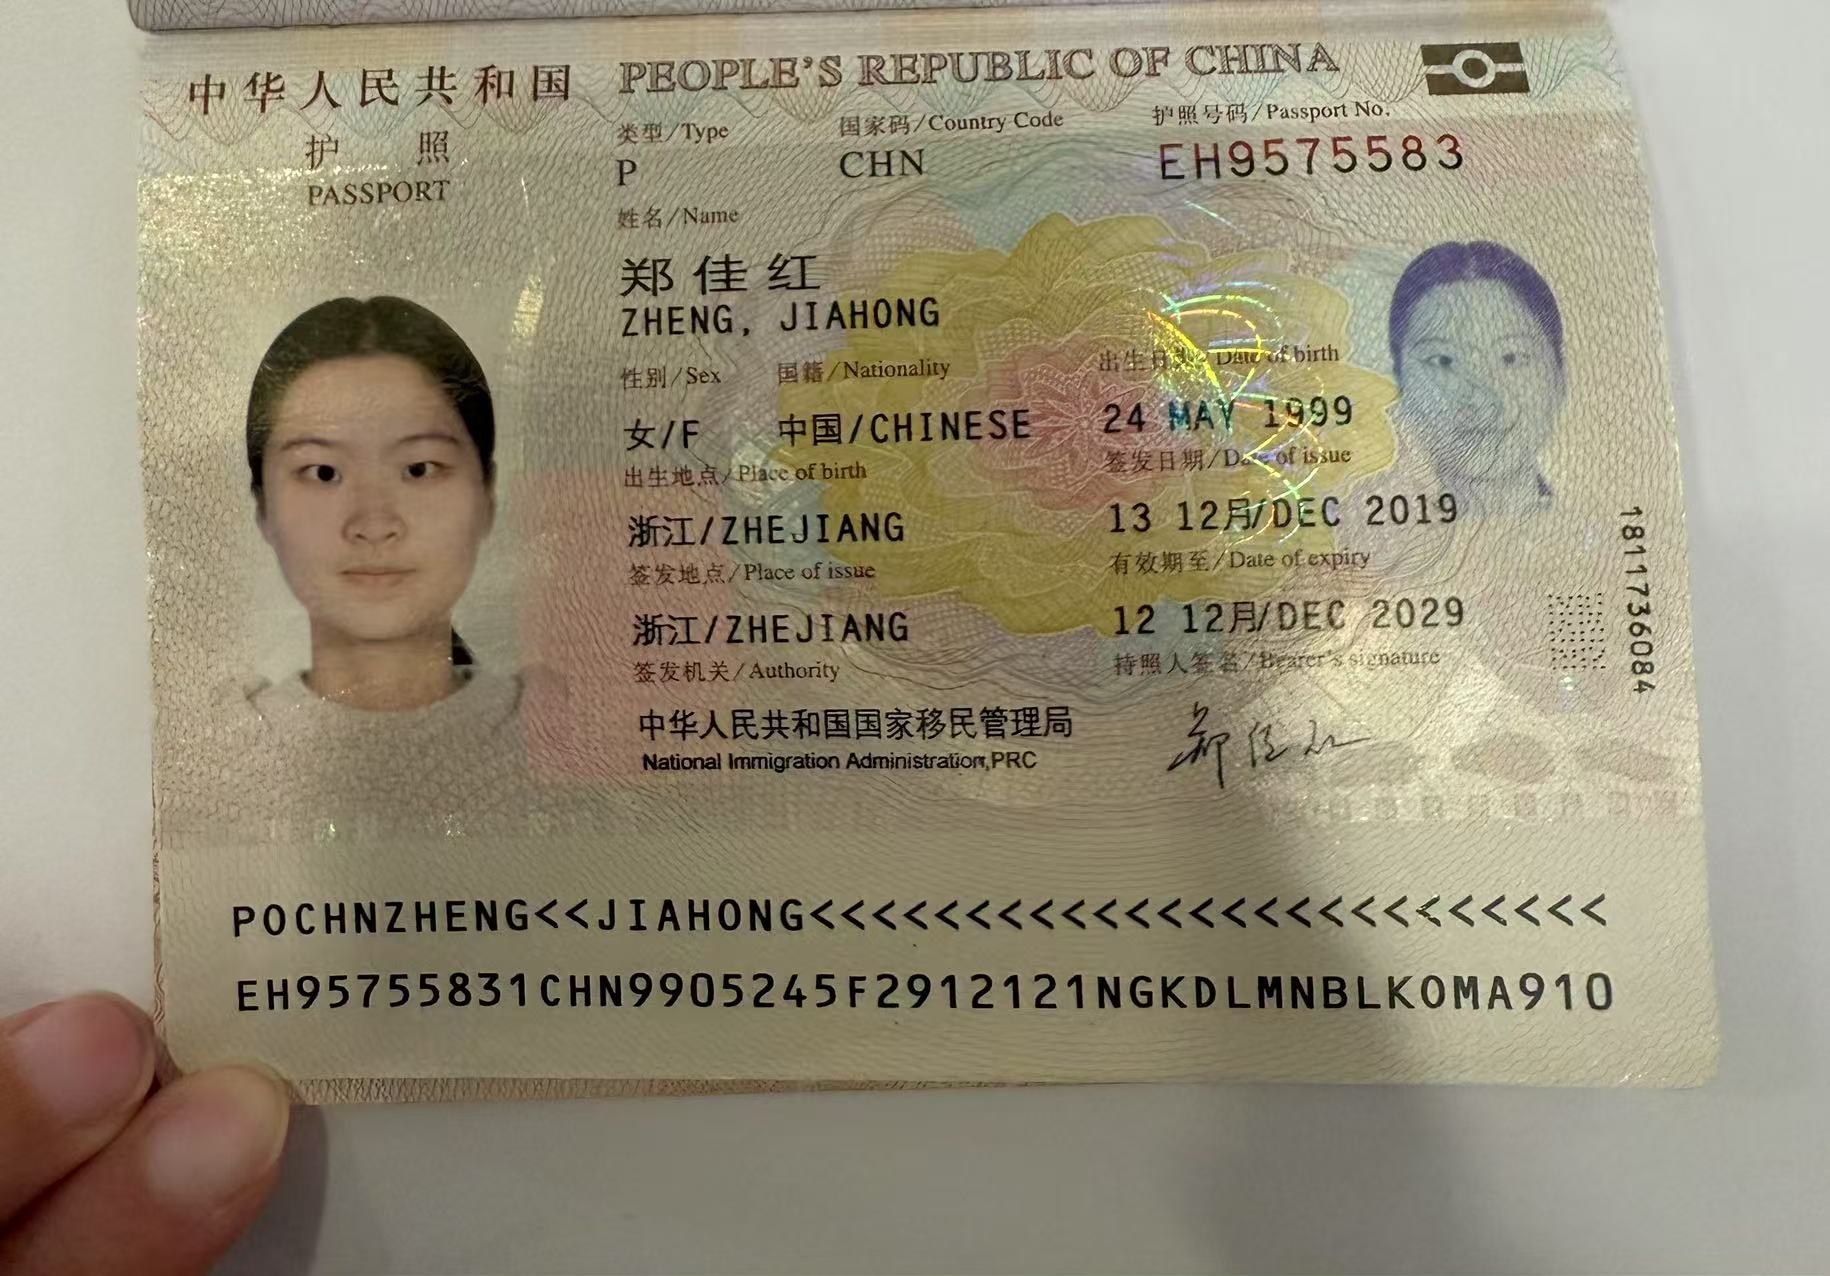 中华人民共和国 PEOPLE'S REPUBLIC OF CHINA
护 照
PASSPORT
类型/Type 国家码/Country Code 护照号码/Passport No.
P CHN EH9575583
姓名/Name
郑佳红
ZHENG, JIAHONG
性别/Sex 国籍/Nationality 出生日期/Date of birth
女/F 中国/CHINESE 24 MAY 1999
出生地点/Place of birth 签发日期/Date of issue
浙江/ZHEJIANG 13 12月/DEC 2019
签发地点/Place of issue 有效期至/Date of expiry
浙江/ZHEJIANG 12 12月/DEC 2029
签发机关/Authority 持照人签名/Bearer's signature
中华人民共和国国家移民管理局 郑佳红
National Immigration Administration,PRC
1811736084
POCHNZHENG<<JIAHONG<<<<<<<<<<<<<<<<<<<<<<<<<
EH95755831CHN9905245F2912121NGKDLMNBLKOMA910